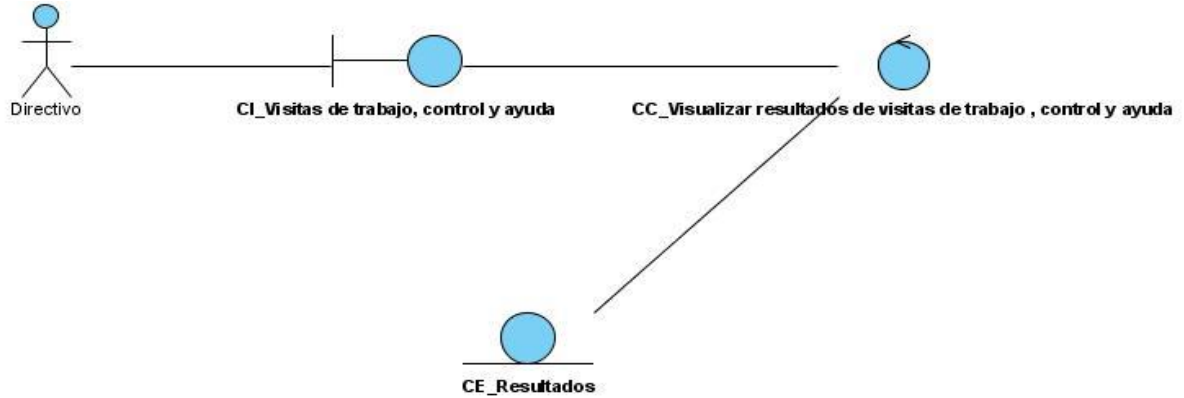 Directivo
CI_Visitas de trabajo, control y ayuda
CC_Visualizar resultados de visitas de trabajo , control y ayuda
CE_Resultados